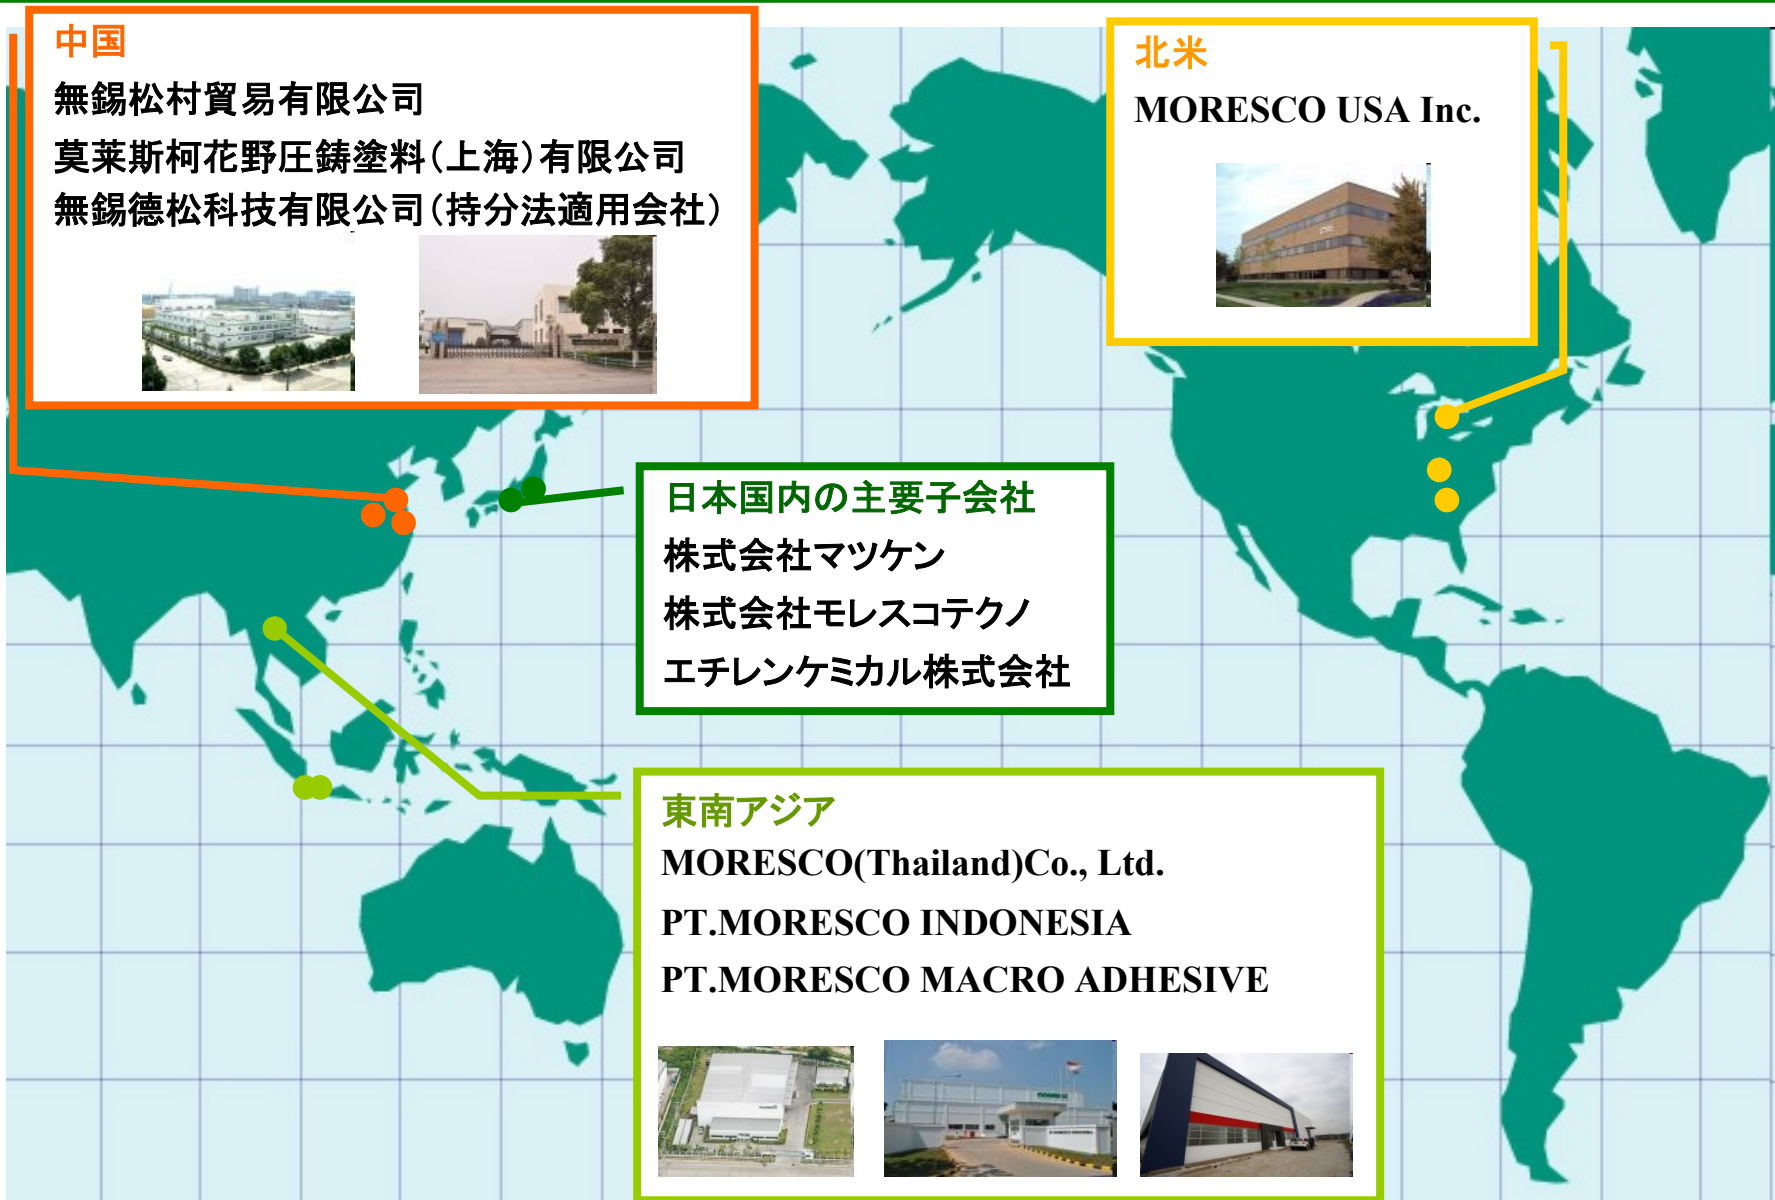 中国
無錫松村貿易有限公司
莫莱斯柯花野圧鋳塗料(上海)有限公司
無錫德松科技有限公司(持分法適用会社)
北米
MORESCO USA Inc.
日本国内の主要子会社
株式会社マツケン
株式会社モレスコテクノ
エチレンケミカル株式会社
東南アジア
MORESCO(Thailand)Co., Ltd.
PT.MORESCO INDONESIA
PT.MORESCO MACRO ADHESIVE